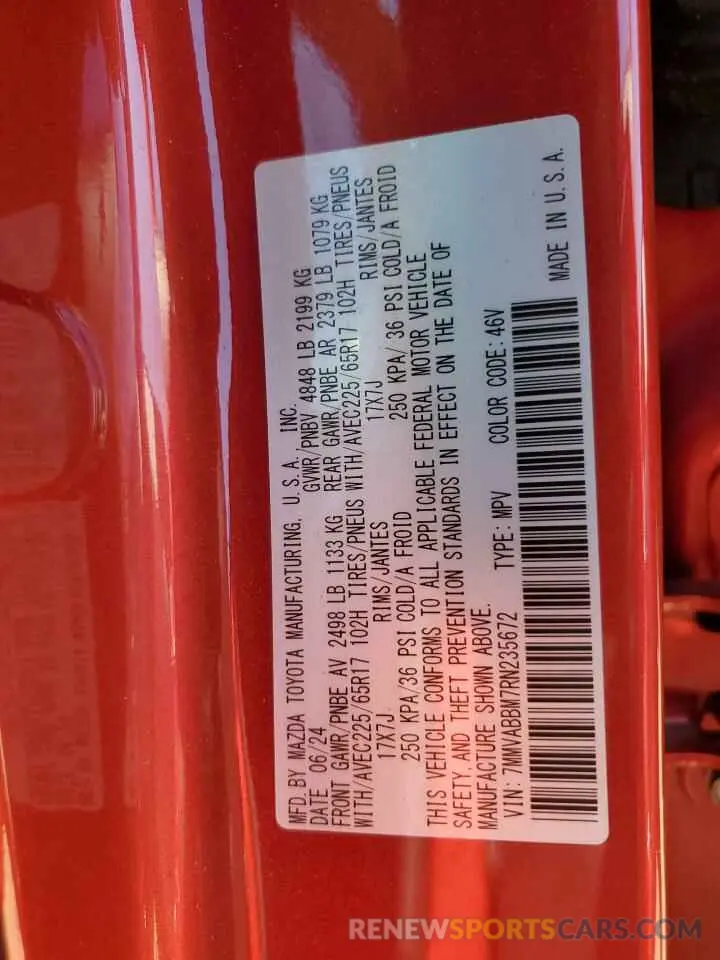 MFD. BY MAZDA TOYOTA MANUFACTURING, U. S. A. INC.
DATE 06/24 GVWR/PNBV 4848 LB 2199 KG
FRONT GAWR/PNBE AV 2498 LB 1133 KG REAR GAWR/PNBE AR 2379 LB 1079 KG
WITH/AVEC225/65R17 102H TIRES/PNEUS WITH/AVEC225/65R17 102H TIRES/PNEUS
17X7J RIMS/JANTES 17X7J RIMS/JANTES
250 KPA/36 PSI COLD/A FROID 250 KPA/ 36 PSI COLD/A FROID
THIS VEHICLE CONFORMS TO ALL APPLICABLE FEDERAL MOTOR VEHICLE
SAFETY AND THEFT PREVENTION STANDARDS IN EFFECT ON THE DATE OF
MANUFACTURE SHOWN ABOVE.
VIN: 7MMVABBM7RN235672 TYPE: MPV COLOR CODE: 46V
MADE IN U. S. A.
RENEWSPORTSCARS.COM